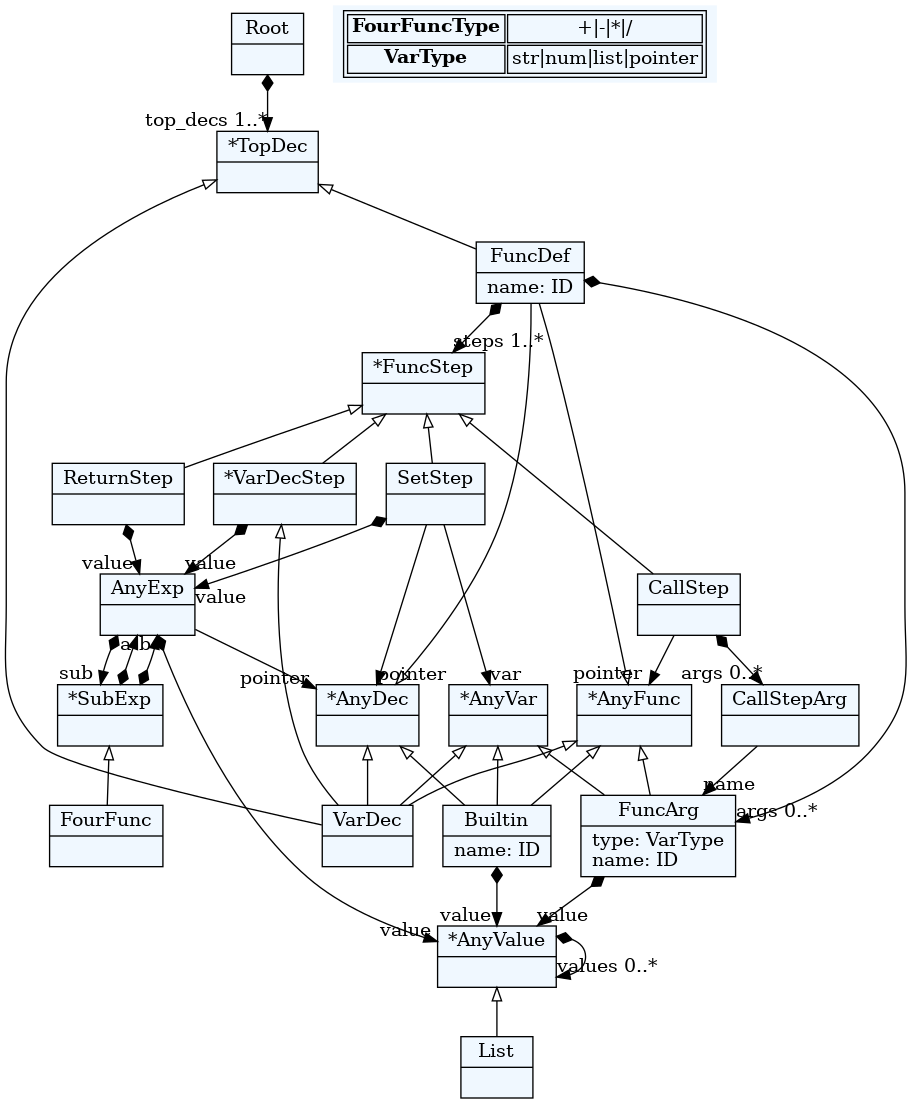 Root
FourFuncType +|-|*|/
VarType str|num|list|pointer
top_decs 1..*
*TopDec
FuncDef
name: ID
steps 1..*
*FuncStep
ReturnStep
*VarDecStep
SetStep
value
value
value
AnyExp
CallStep
a
b
sub
pointer
pointer
var
pointer
args 0..*
*SubExp
*AnyDec
*AnyVar
*AnyFunc
CallStepArg
name
args 0..*
FourFunc
VarDec
Builtin
name: ID
FuncArg
type: VarType
name: ID
value
value
value
*AnyValue
values 0..*
List